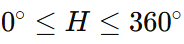 0° ≤ H ≤ 360°